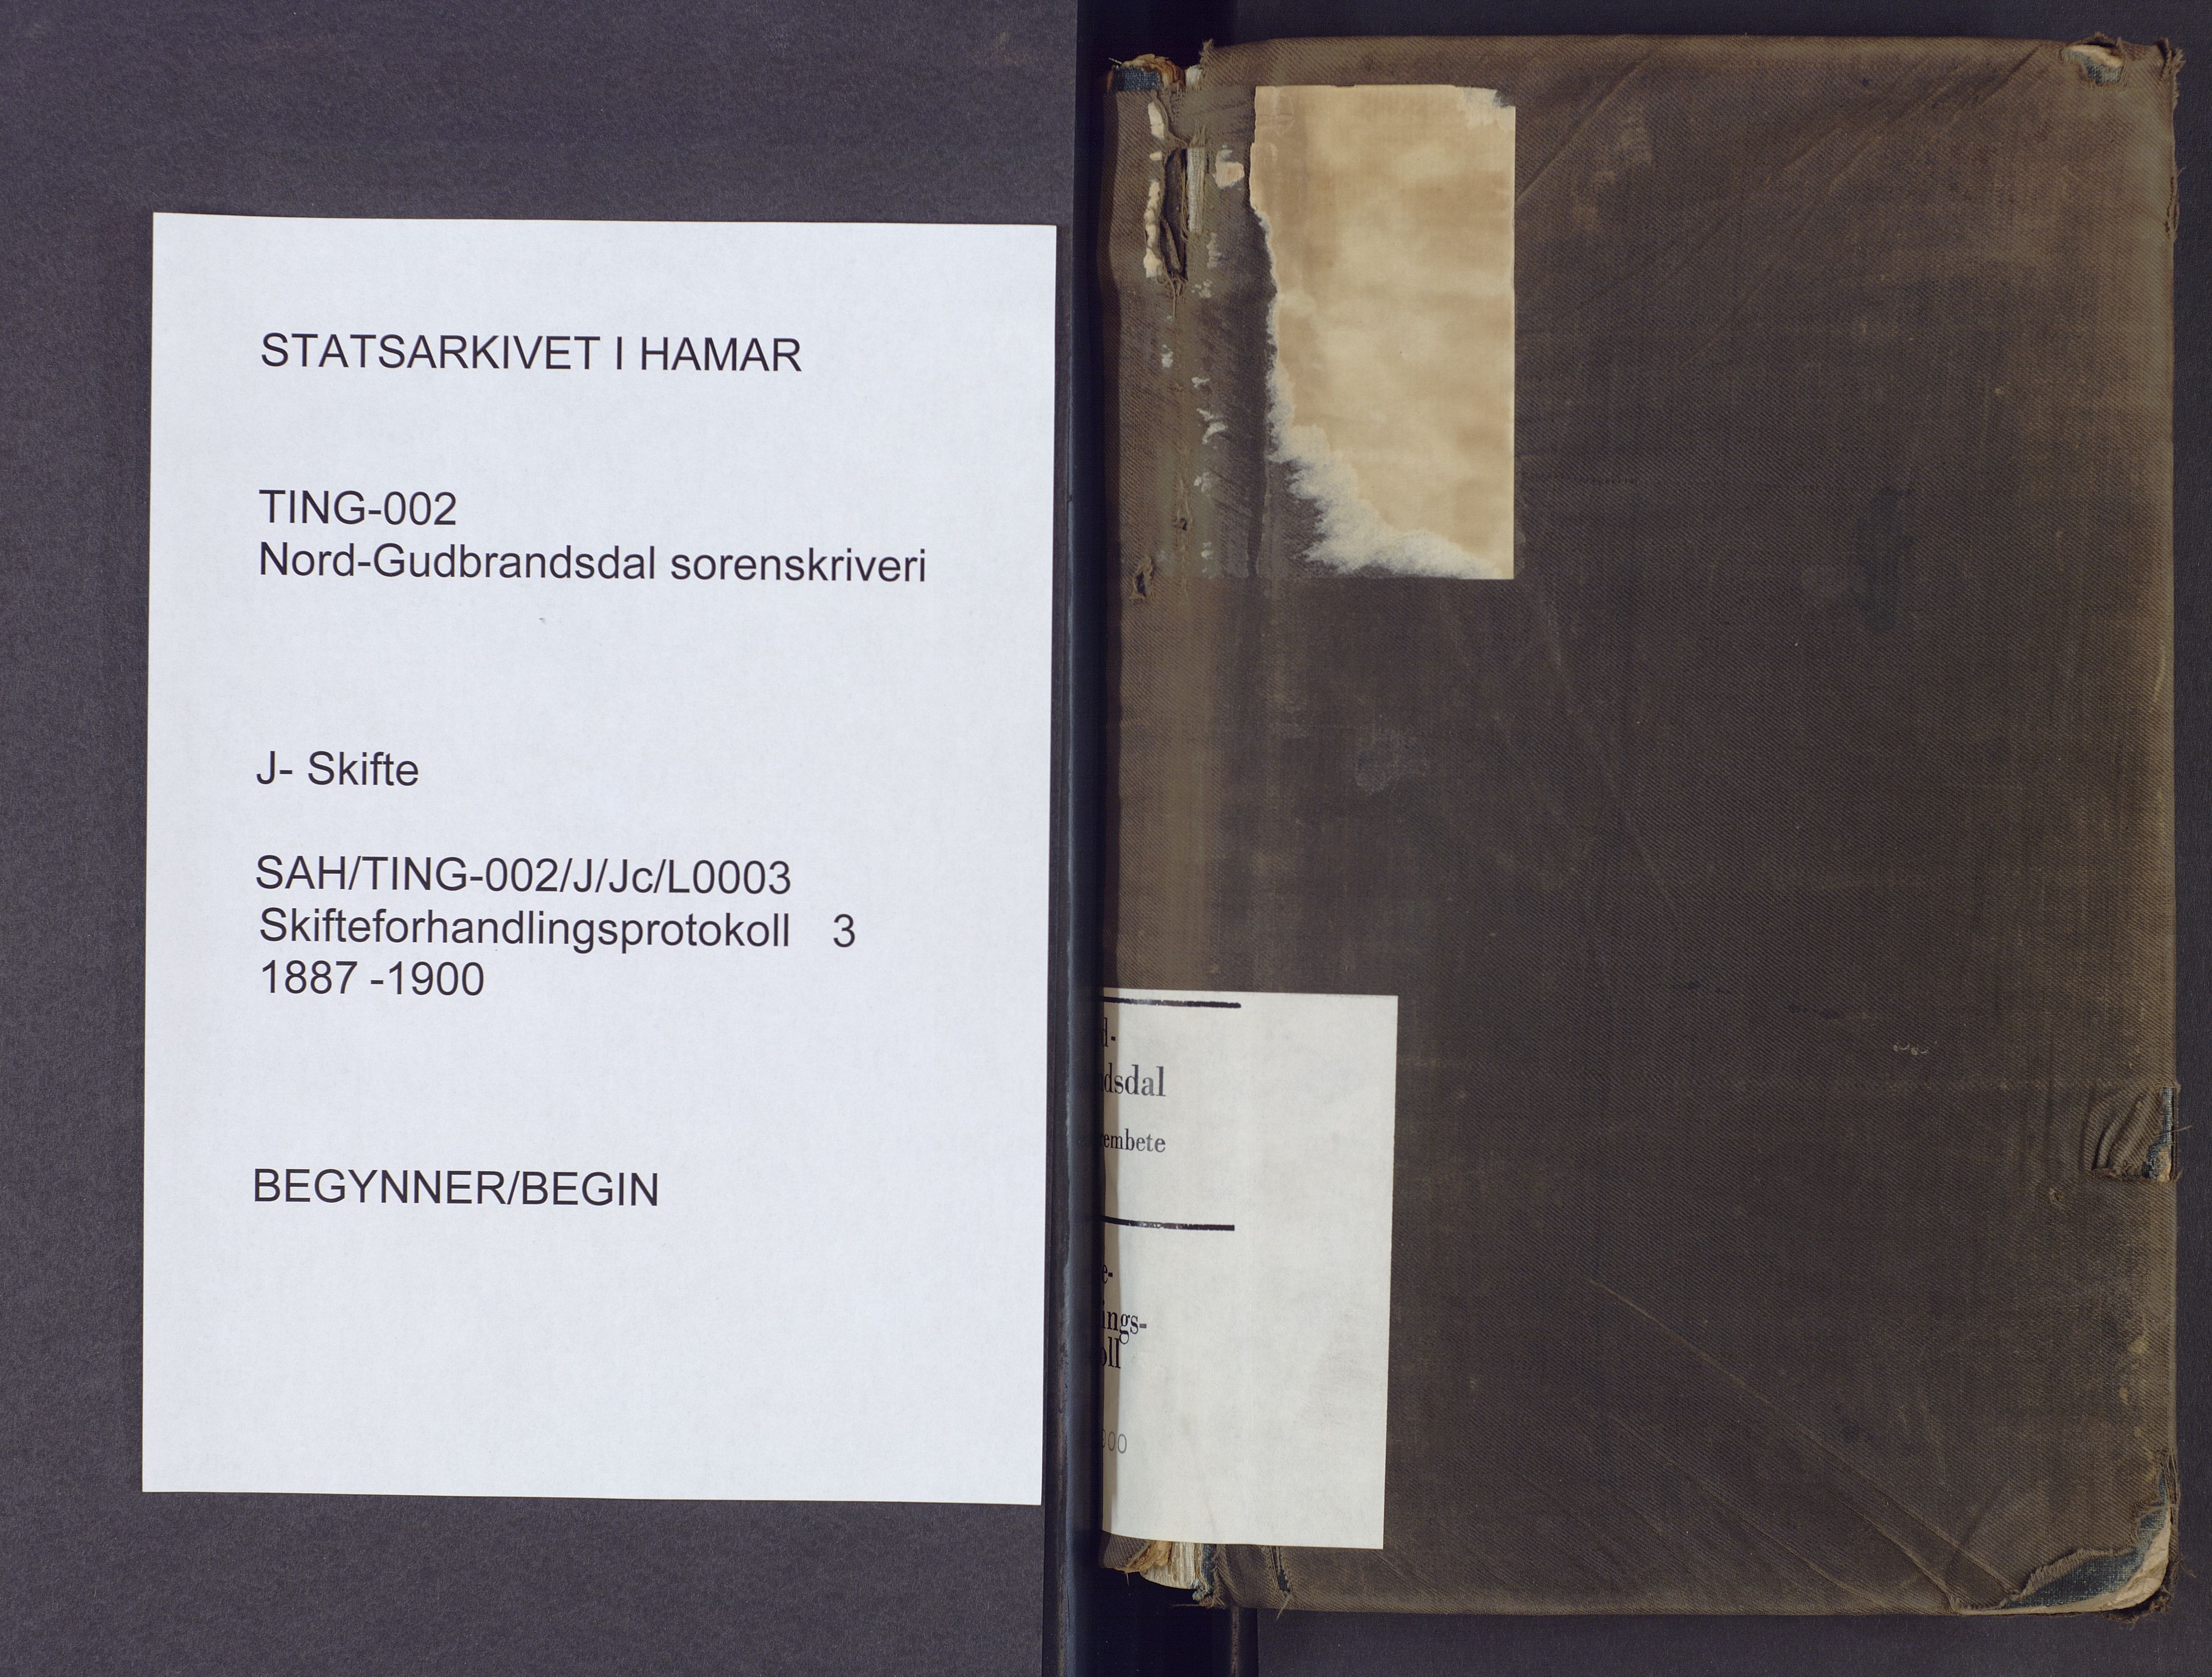 STATSARKIVET I HAMAR
TING-002
Nord-Gudbrandsdal sorenskriveri
J- Skifte
SAH/TING-002/J/Jc/L0003
Skifteforhandlingsprotokoll 3
1887 -1900
BEGYNNER/BEGIN
d-
dsdal
embete
e-
ings-
oll
00